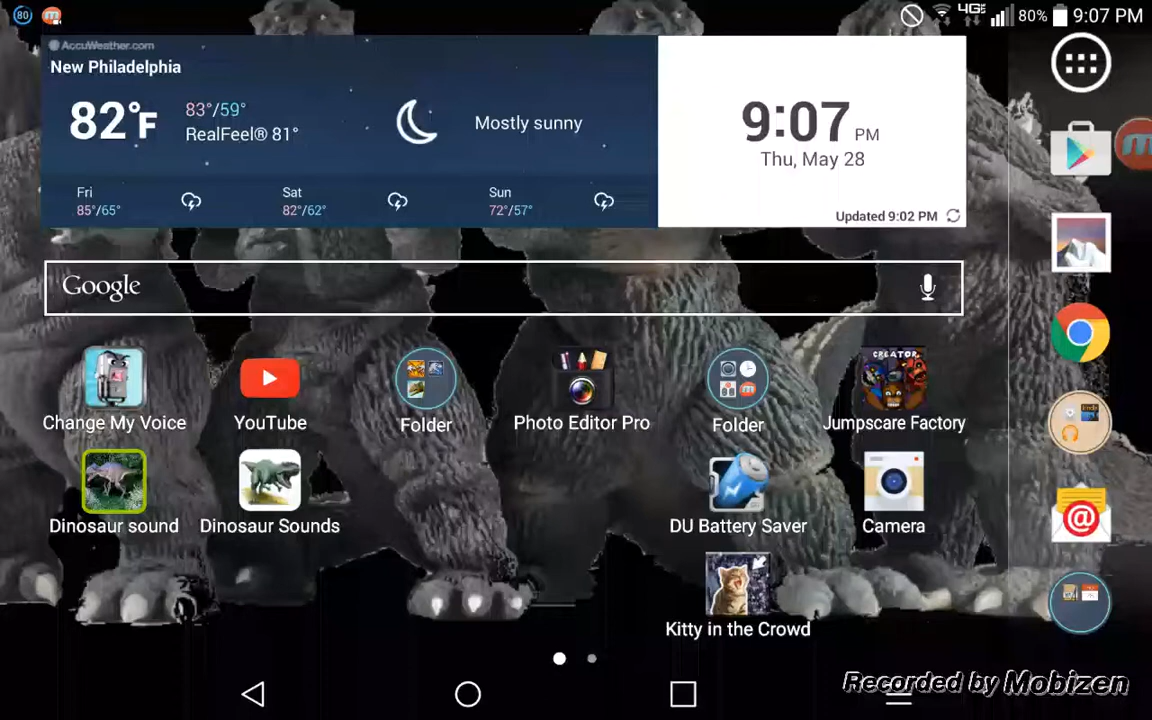 80
4G
80% 9:07 PM
AccuWeather.com
New Philadelphia
82°F
83°/59°
RealFeel® 81°
Mostly sunny
9:07 PM
Thu, May 28
Fri
85°/65°
Sat
82°/62°
Sun
72°/57°
Updated 9:02 PM
Google
CREATOR
Change My Voice
YouTube
Folder
Photo Editor Pro
Folder
Jumpscare Factory
Dinosaur sound
Dinosaur Sounds
DU Battery Saver
Camera
Kitty in the Crowd
Recorded by Mobizen